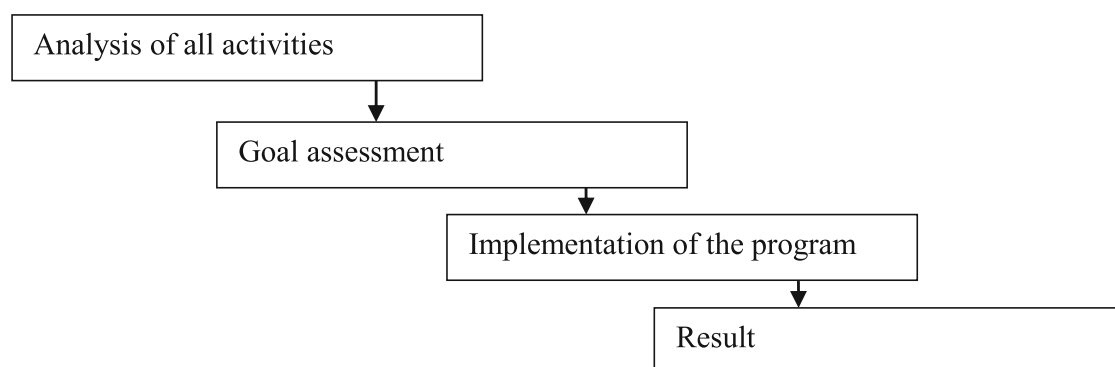 Analysis of all activities
Goal assessment
Implementation of the program
Result